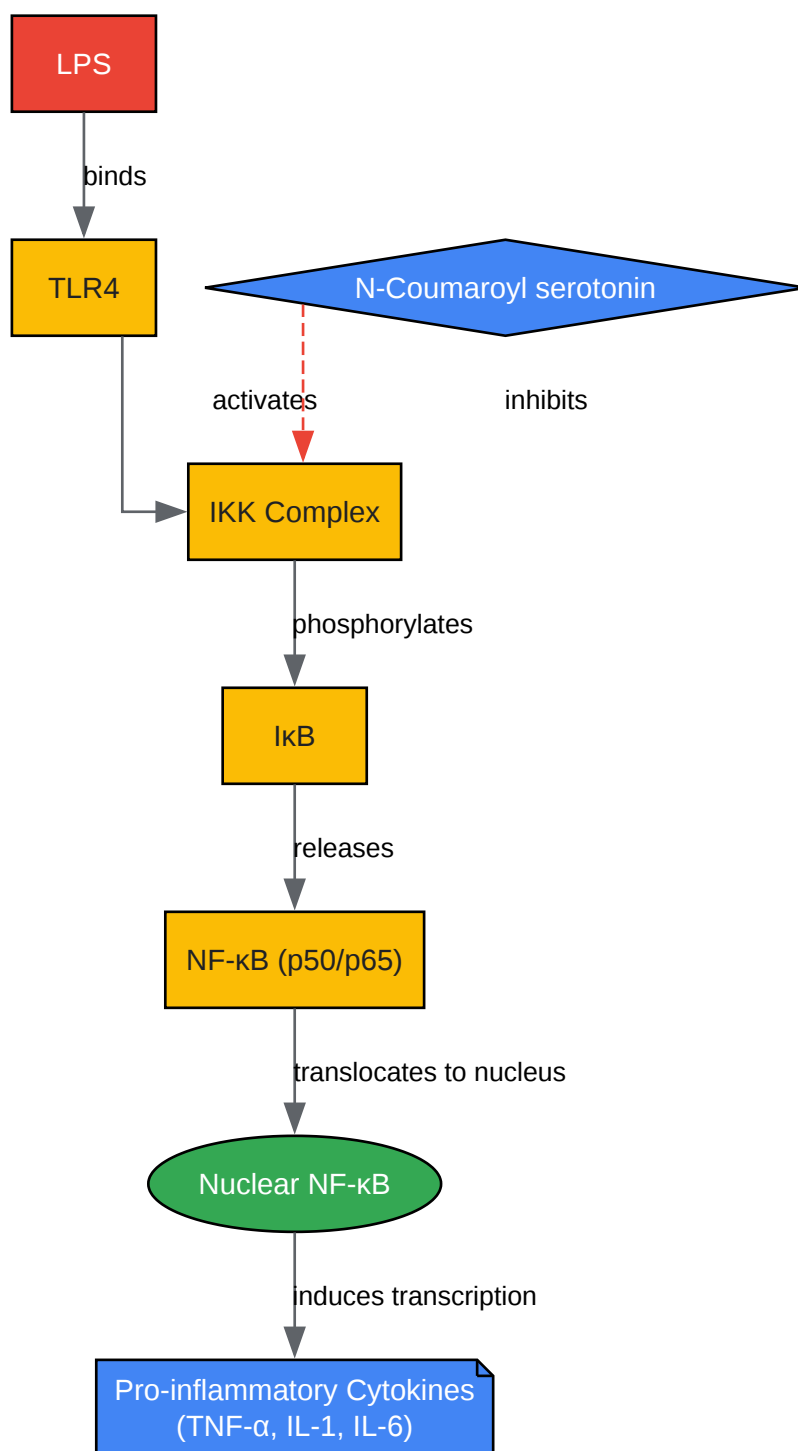 LPS
binds
TLR4
N-Coumaroyl serotonin
activates
inhibits
IKK Complex
phosphorylates
IκB
releases
NF-κB (p50/p65)
translocates to nucleus
Nuclear NF-κB
induces transcription
Pro-inflammatory Cytokines
(TNF-α, IL-1, IL-6)